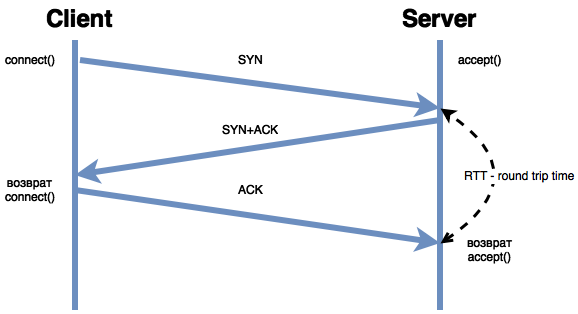 Client
Server
connect()
SYN
accept()
SYN+ACK
RTT - round trip time
возврат
connect()
ACK
возврат
accept()